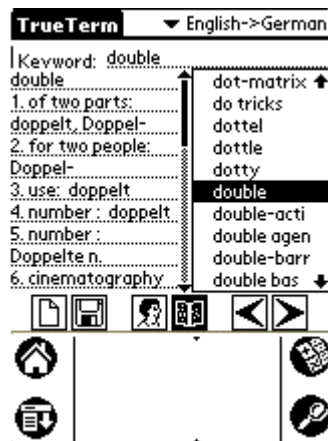 TrueTerm
English->German
Keyword: double
double
1. of two parts:
doppelt, Doppel-
2. for two people:
Doppel-
3. use: doppelt
4. number : doppelt
5. number :
Doppelte n.
6. cinematography
dot-matrix
do tricks
dottel
dottle
dotty
double
double-acti
double agen
double-barr
double bas